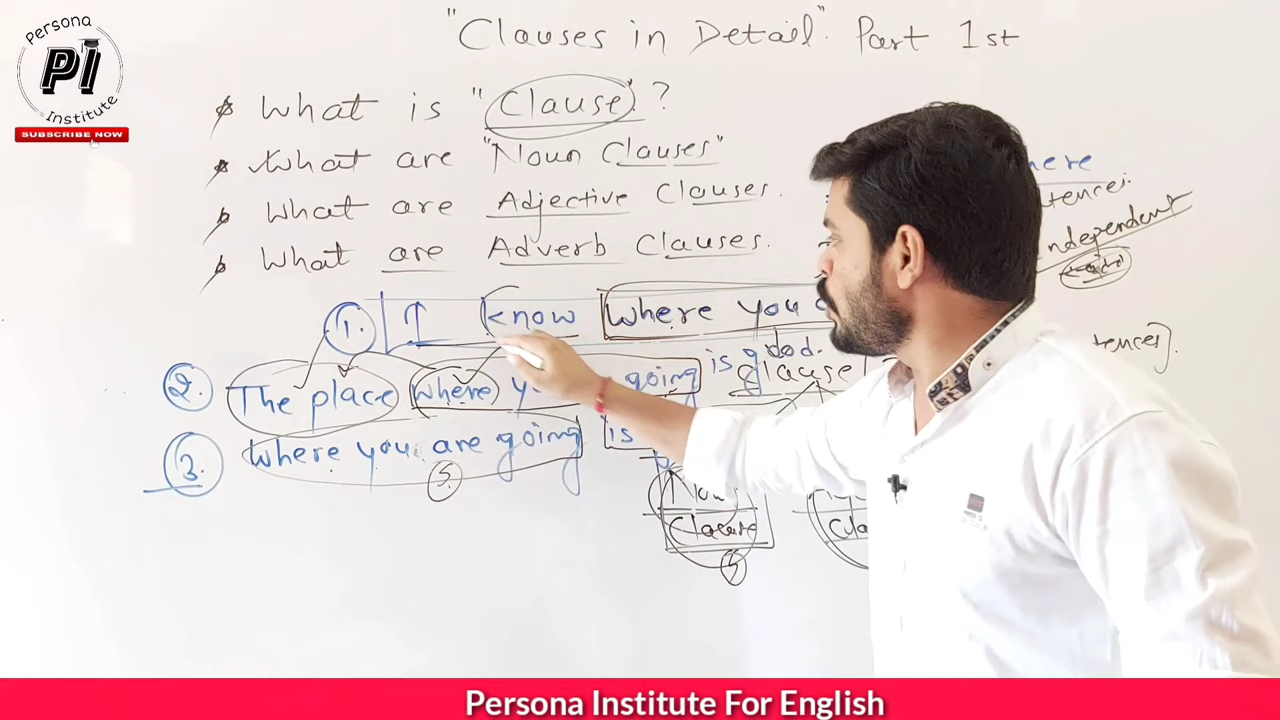 Persona
PI
Institute
SUBSCRIBE NOW
"Clauses in Detail" Part 1st
* What is "Clause"?
* What are "Noun Clauses"
* What are Adjective Clauses.
* What are Adverb Clauses.
Independent
1. I know where you
2. The place where going is good.
Clause
3. Where you are going is
S
Noun
Clause
S
Persona Institute For English